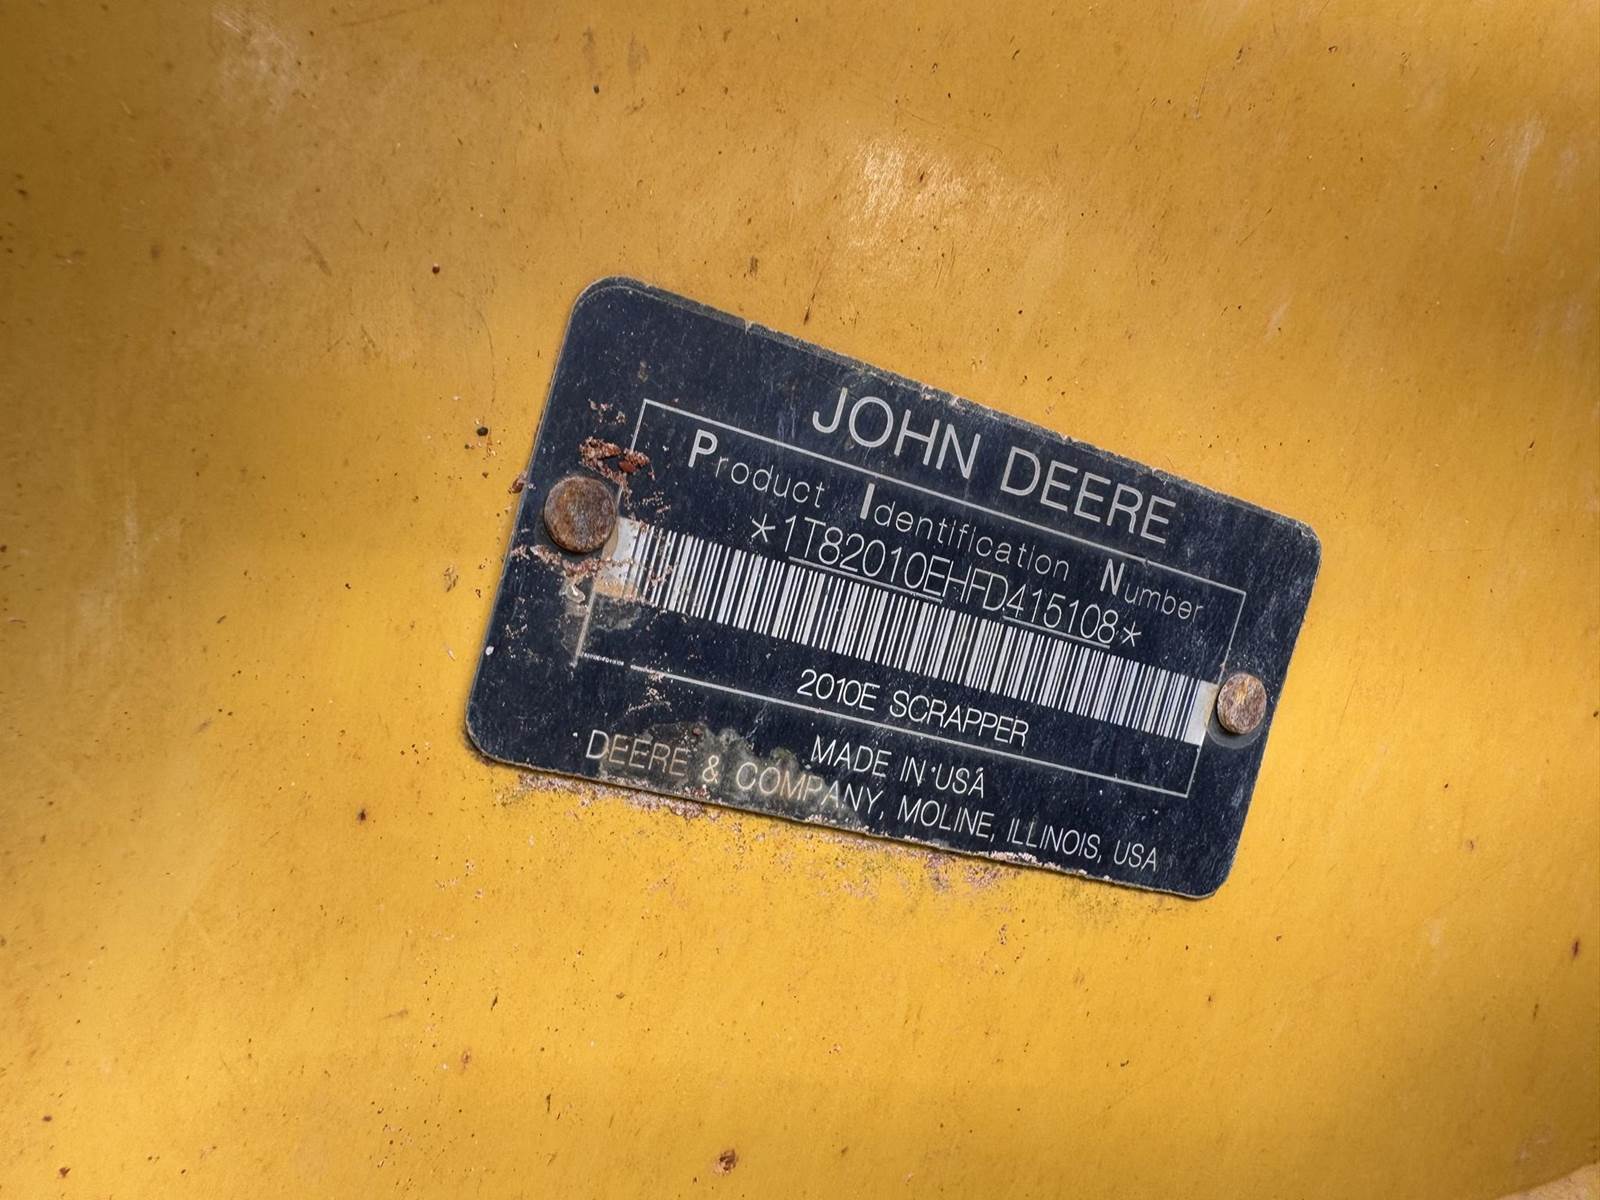 JOHN DEERE
Product Identification Number
*1T82010EHFD415108*
2010E SCRAPPER
MADE IN USA
DEERE & COMPANY, MOLINE, ILLINOIS, USA